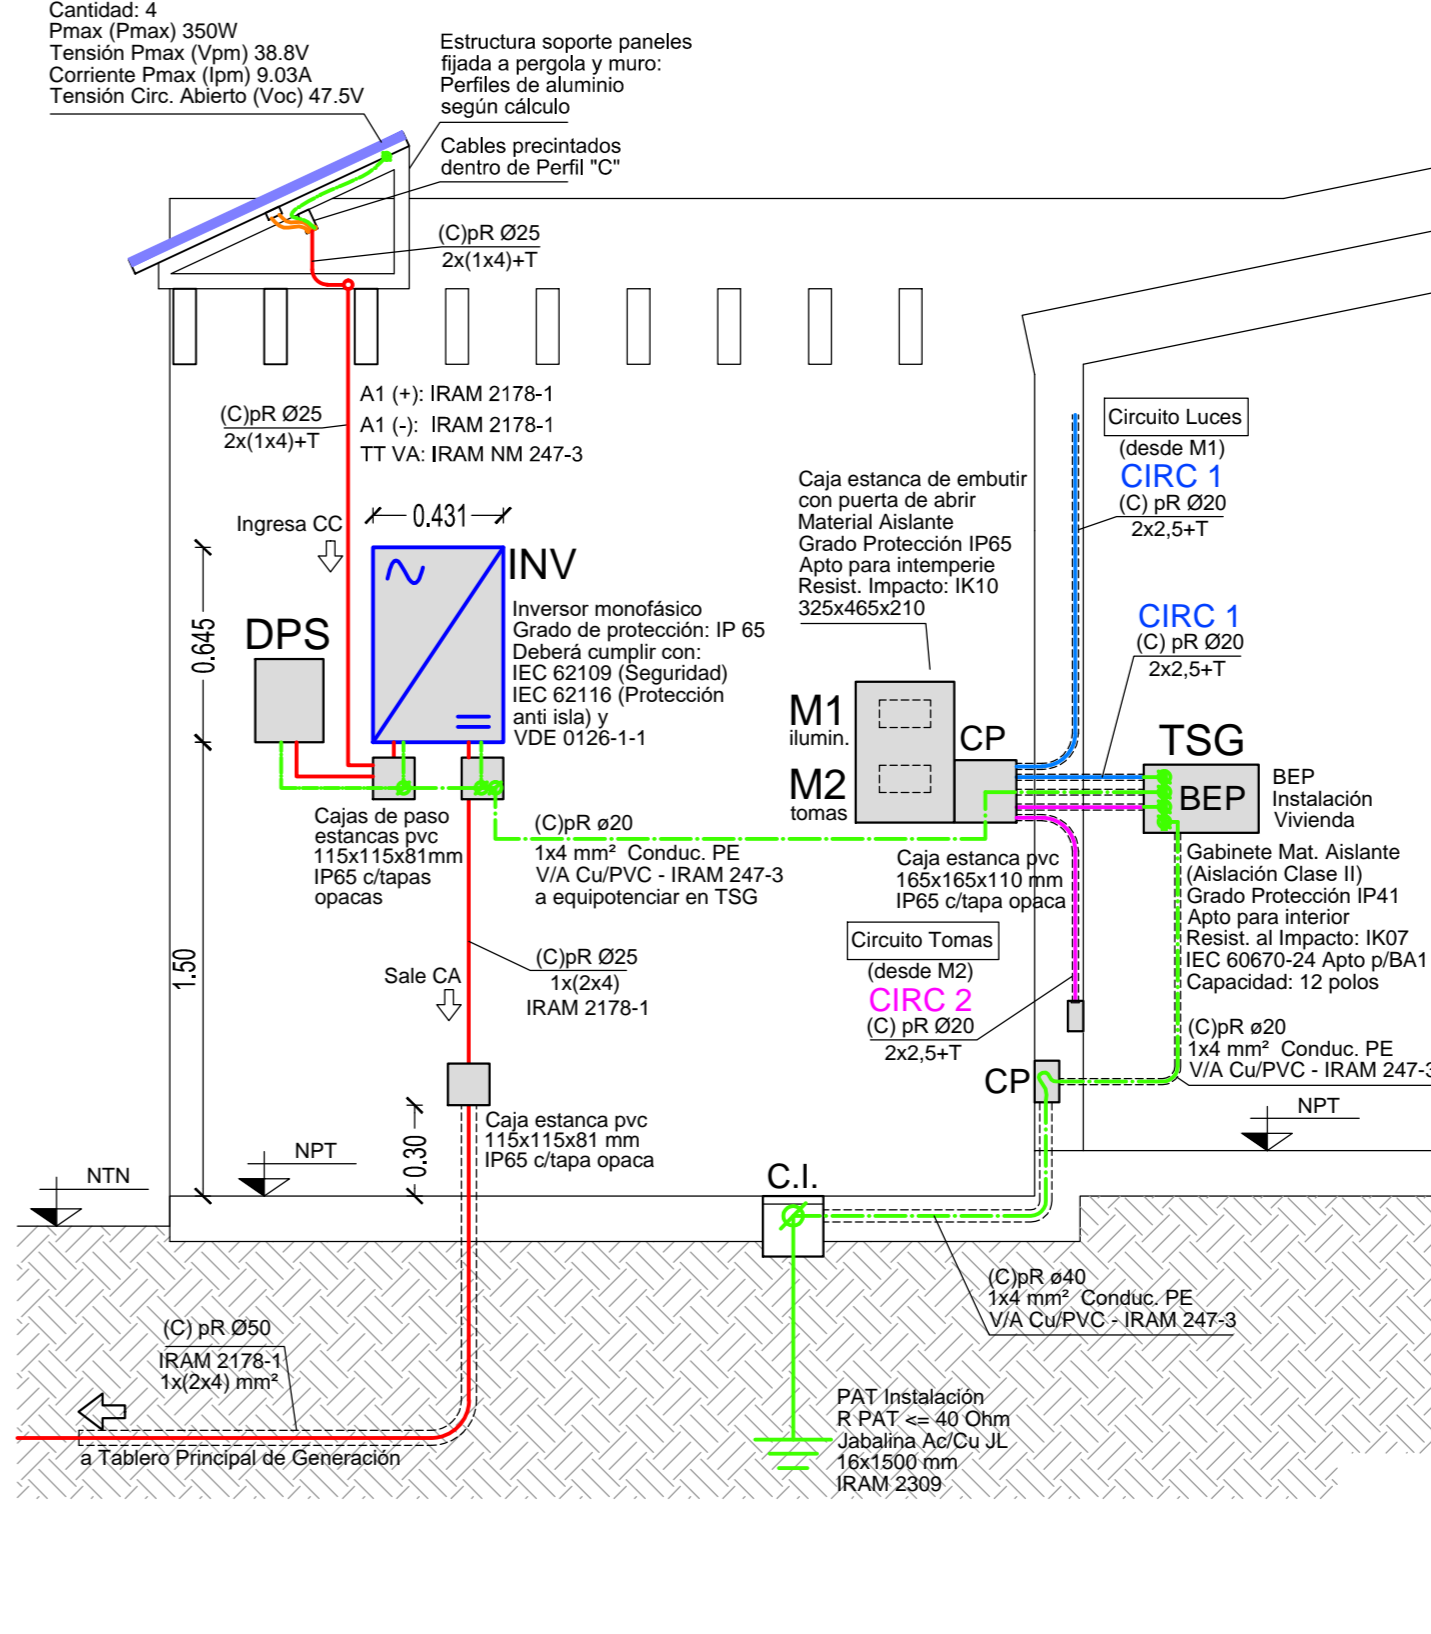 Cantidad: 4
Pmax (Pmax) 350W
Tensión Pmax (Vpm) 38.8V
Corriente Pmax (Ipm) 9.03A
Tensión Circ. Abierto (Voc) 47.5V
Estructura soporte paneles
fijada a pergola y muro:
Perfiles de aluminio
según cálculo
Cables precintados
dentro de Perfil "C"
(C)pR Ø25
2x(1x4)+T
(C)pR Ø25
2x(1x4)+T
A1 (+): IRAM 2178-1
A1 (-): IRAM 2178-1
TT VA: IRAM NM 247-3
Ingresa CC
0.431
INV
Inversor monofásico
Grado de protección: IP 65
Deberá cumplir con:
IEC 62109 (Seguridad)
IEC 62116 (Protección
anti isla) y
VDE 0126-1-1
0.645
DPS
Cajas de paso
estancas pvc
115x115x81mm
IP65 c/tapas
opacas
(C)pR ø20
1x4 mm² Conduc. PE
V/A Cu/PVC - IRAM 247-3
a equipotenciar en TSG
Caja estanca de embutir
con puerta de abrir
Material Aislante
Grado Protección IP65
Apto para intemperie
Resist. Impacto: IK10
325x465x210
M1
ilumin.
M2
tomas
CP
Circuito Luces
(desde M1)
CIRC 1
(C) pR Ø20
2x2,5+T
CIRC 1
(C) pR Ø20
2x2,5+T
TSG
BEP
BEP
Instalación
Vivienda
Caja estanca pvc
165x165x110 mm
IP65 c/tapa opaca
Gabinete Mat. Aislante
(Aislación Clase II)
Grado Protección IP41
Apto para interior
Resist. al Impacto: IK07
IEC 60670-24 Apto p/BA1
Capacidad: 12 polos
Circuito Tomas
(desde M2)
CIRC 2
(C) pR Ø20
2x2,5+T
1.50
Sale CA
(C)pR Ø25
1x(2x4)
IRAM 2178-1
(C)pR ø20
1x4 mm² Conduc. PE
V/A Cu/PVC - IRAM 247-3
CP
NPT
0.30
Caja estanca pvc
115x115x81 mm
IP65 c/tapa opaca
NPT
NTN
C.I.
(C)pR ø40
1x4 mm² Conduc. PE
V/A Cu/PVC - IRAM 247-3
(C) pR Ø50
IRAM 2178-1
1x(2x4) mm²
a Tablero Principal de Generación
PAT Instalación
R PAT <= 40 Ohm
Jabalina Ac/Cu JL
16x1500 mm
IRAM 2309